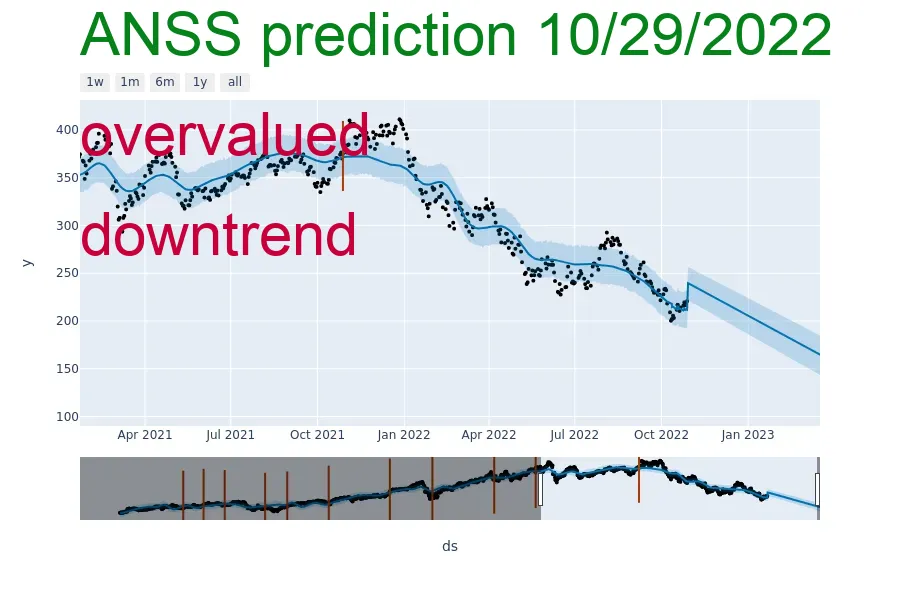 ANSS prediction 10/29/2022
1w 1m 6m 1y all
overvalued
downtrend
400
350
300
250
200
150
100
y
Apr 2021 Jul 2021 Oct 2021 Jan 2022 Apr 2022 Jul 2022 Oct 2022 Jan 2023
ds